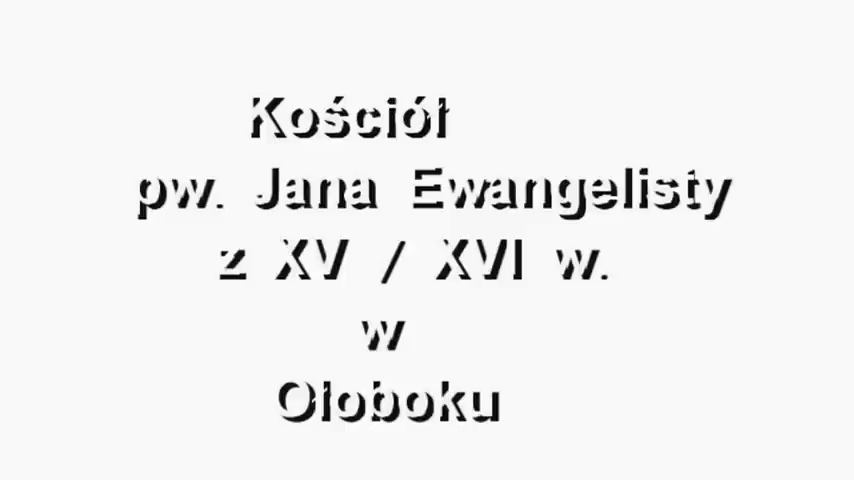 Kościół
pw. Jana Ewangelisty
z XV / XVI w.
w
Ołoboku